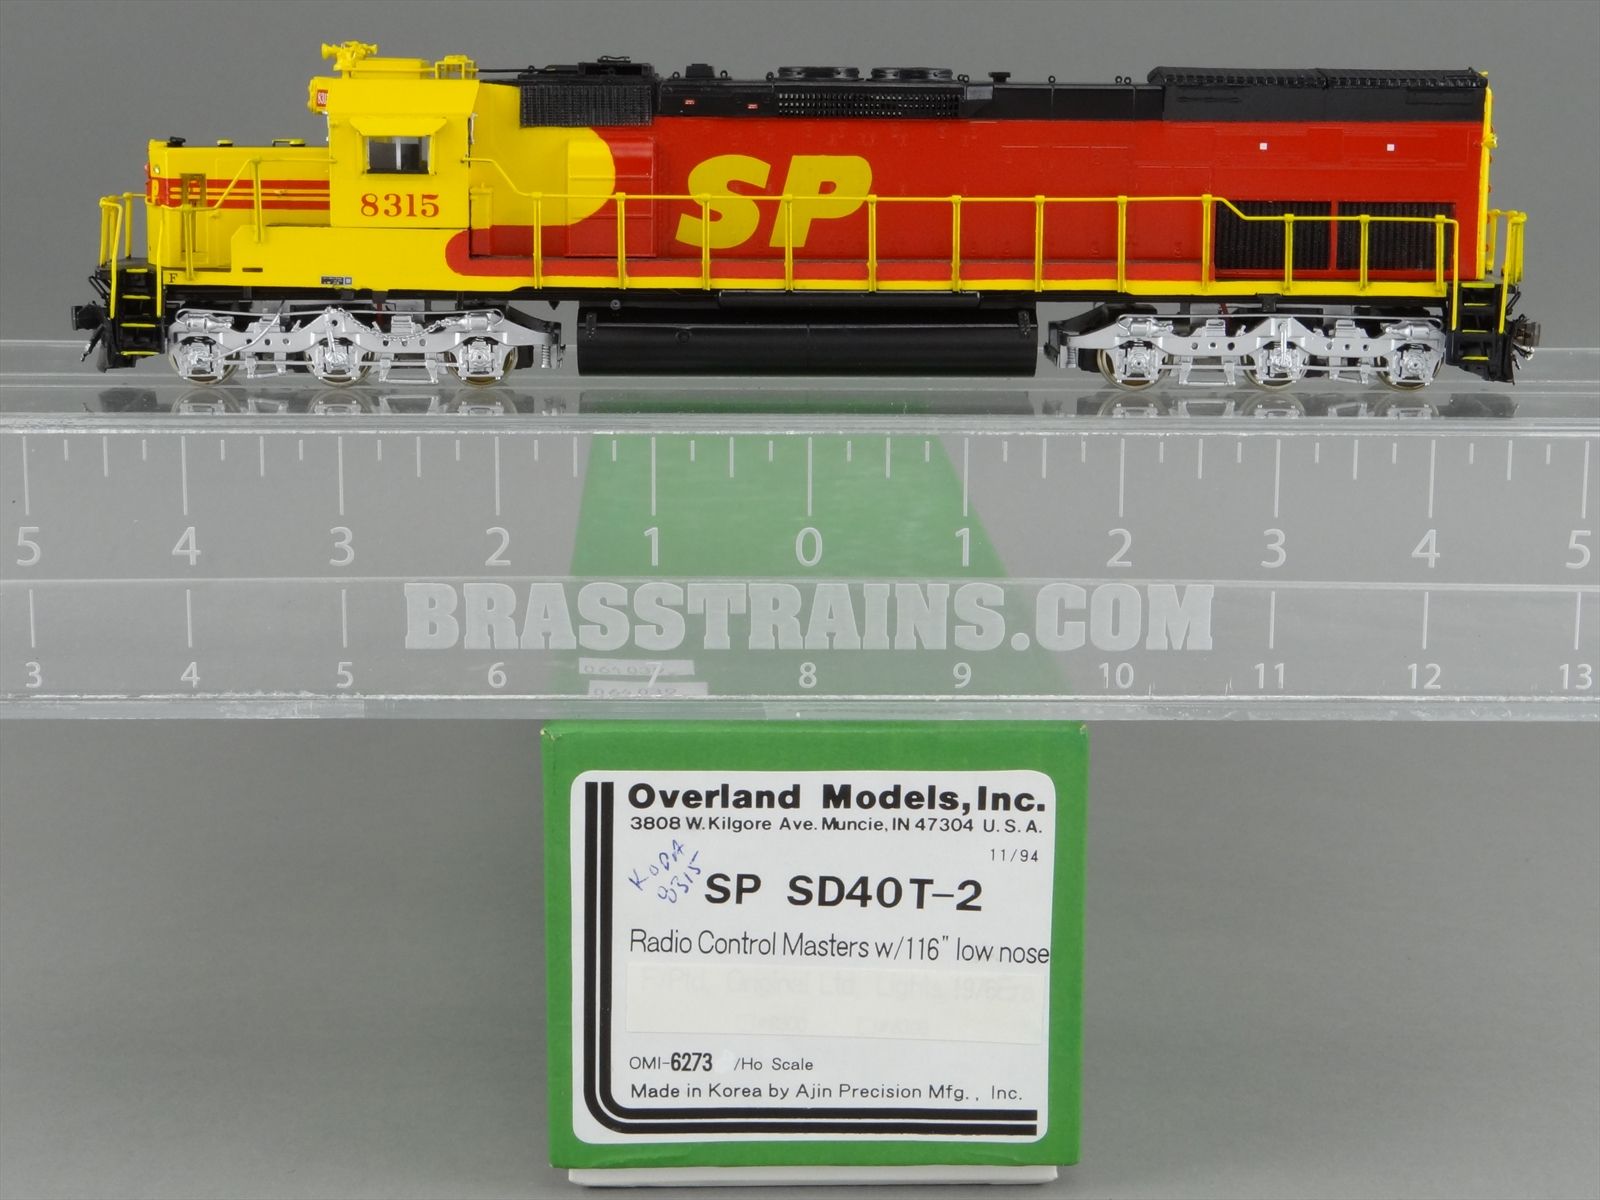 8315
SP
F
5 4 3 2 1 0 1 2 3 4 5
BRASSTRAINS.COM
3 4 5 6 7 8 9 10 11 12 13
Overland Models, Inc.
3808 W. Kilgore Ave. Muncie, IN 47304 U. S. A.
11/94
KODA
8315
SP SD40T-2
Radio Control Masters w/116" low nose
OMI-6273 /Ho Scale
Made in Korea by Ajin Precision Mfg., Inc.